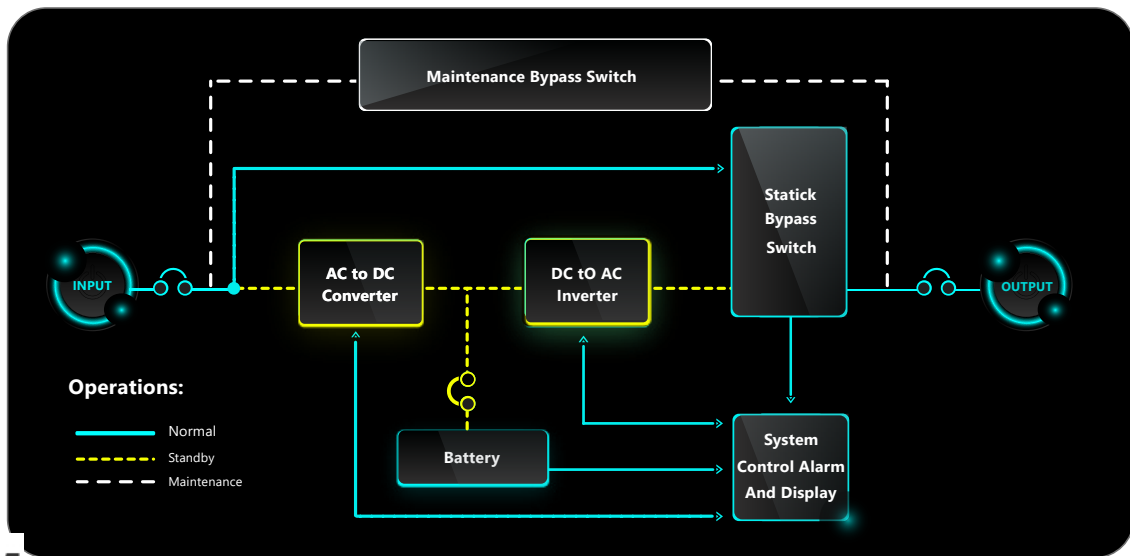 Maintenance Bypass Switch
Statick
Bypass
Switch
INPUT
AC to DC
Converter
DC tO AC
Inverter
OUTPUT
Operations:
Normal
Standby
Maintenance
Battery
System
Control Alarm
And Display